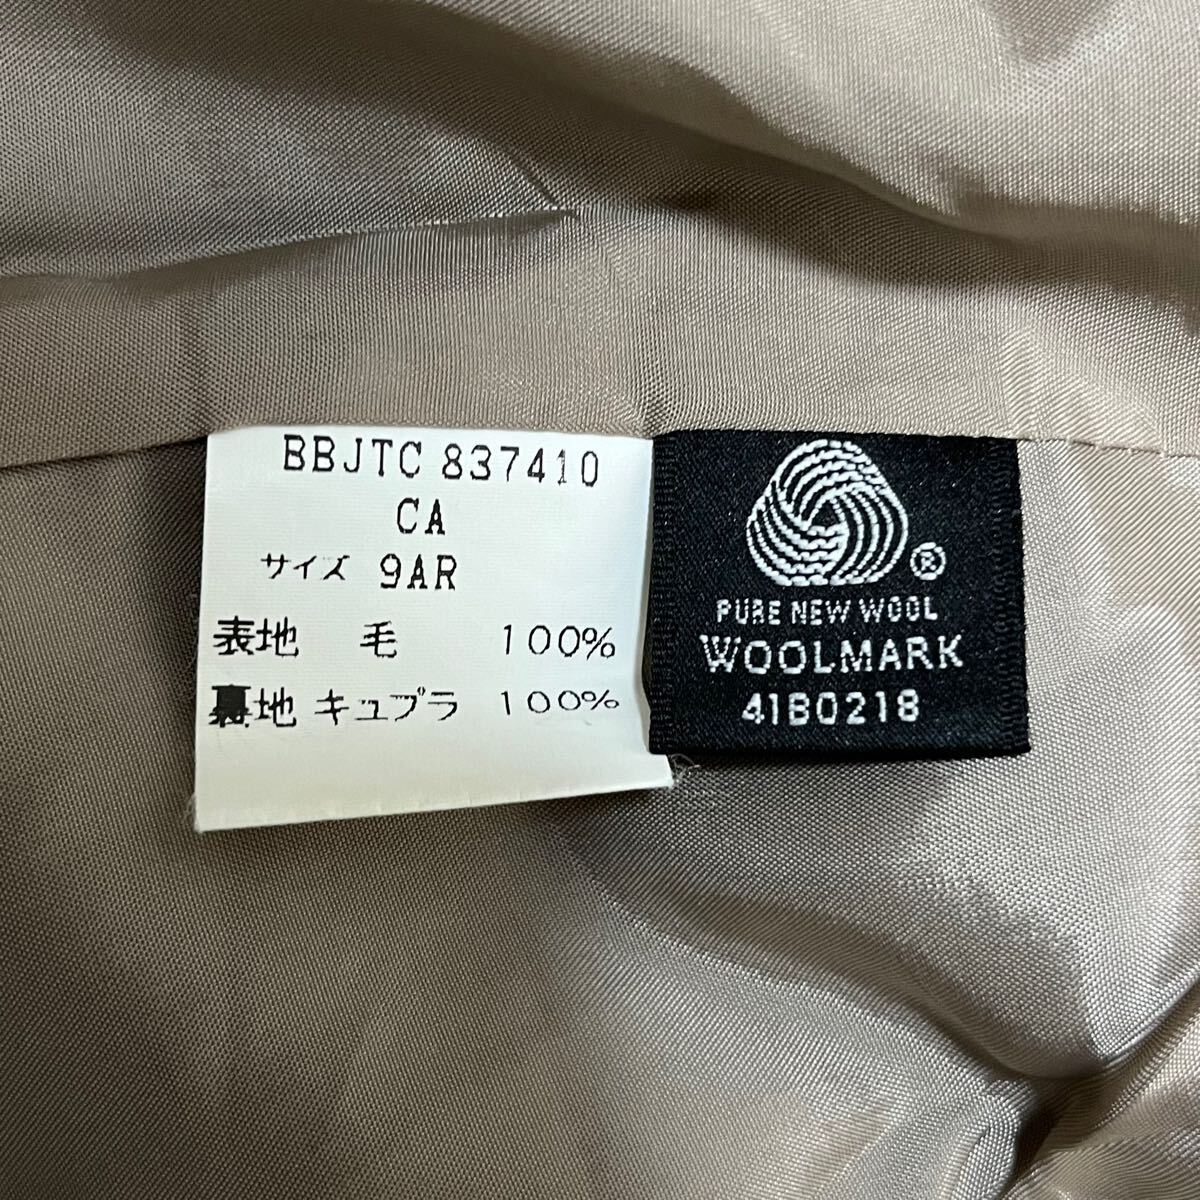 BBJTC 837410
CA
サイズ 9AR
表地 毛 100%
裏地 キュプラ 100%
®
PURE NEW WOOL
WOOLMARK
41B0218